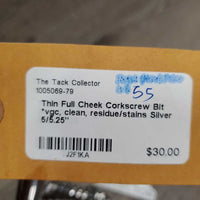 55
The Tack Collector
1005069-79
Thin Full Cheek Corkscrew Bit
*vgc, clean, residue/stains Silver
5/5.25"
J2F1KA
$30.00